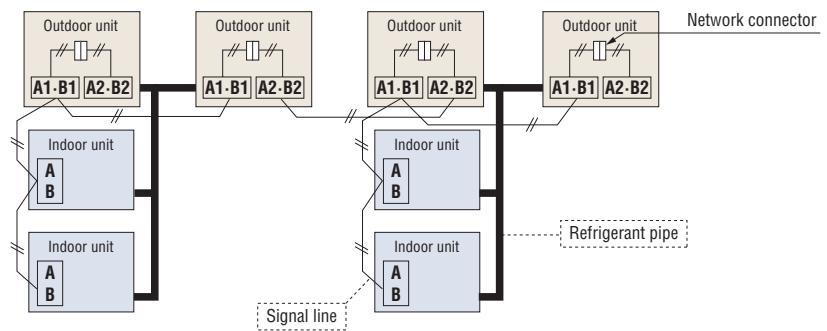 Outdoor unit
Outdoor unit
Outdoor unit
Outdoor unit
Network connector
A1·B1
A2·B2
A1·B1
A2·B2
A1·B1
A2·B2
A1·B1
A2·B2
Indoor unit
A
B
Indoor unit
A
B
Refrigerant pipe
Indoor unit
A
B
Indoor unit
A
B
Signal line